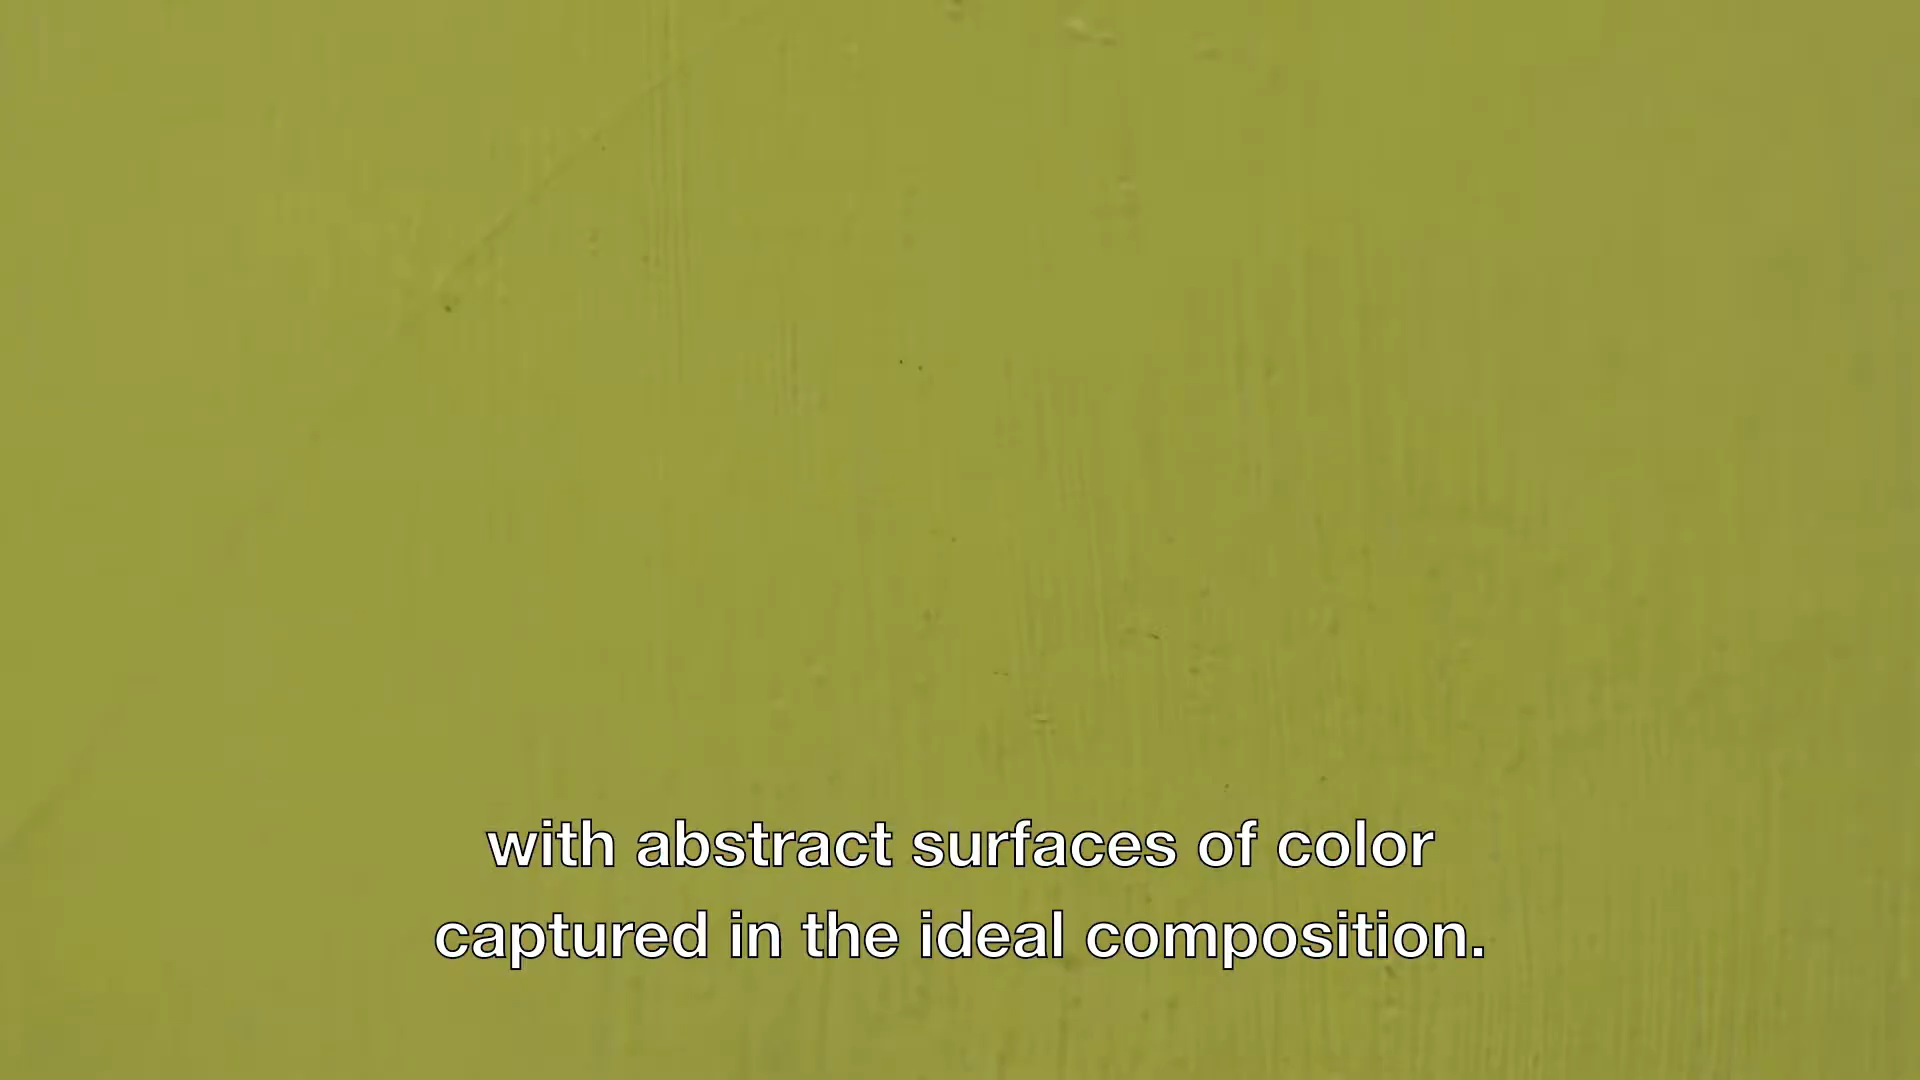 with abstract surfaces of color
captured in the ideal composition.